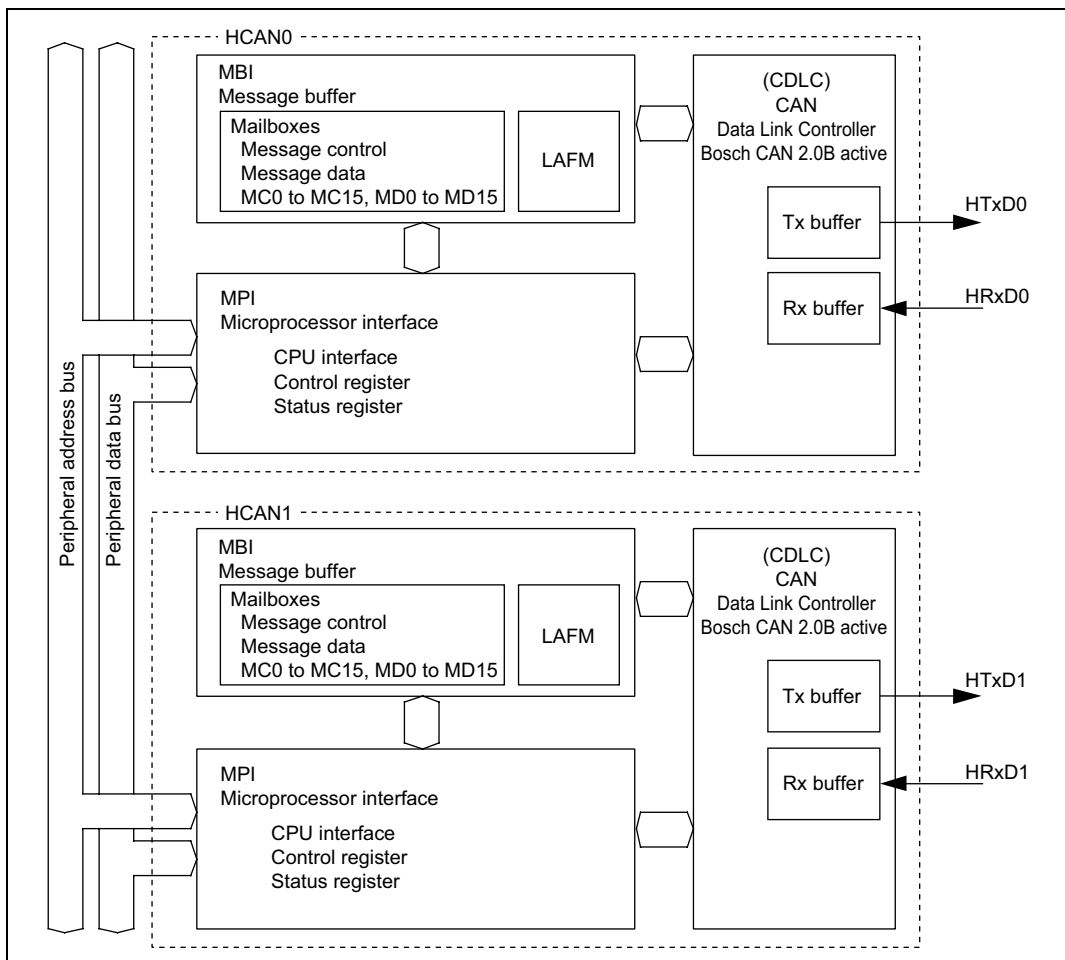 HCAN0
MBI
Message buffer
Mailboxes
Message control
Message data
MC0 to MC15, MD0 to MD15
LAFM
(CDLC)
CAN
Data Link Controller
Bosch CAN 2.0B active
Tx buffer
HTxD0
Rx buffer
HRxD0
MPI
Microprocessor interface
CPU interface
Control register
Status register
Peripheral address bus
Peripheral data bus
HCAN1
MBI
Message buffer
Mailboxes
Message control
Message data
MC0 to MC15, MD0 to MD15
LAFM
(CDLC)
CAN
Data Link Controller
Bosch CAN 2.0B active
Tx buffer
HTxD1
Rx buffer
HRxD1
MPI
Microprocessor interface
CPU interface
Control register
Status register